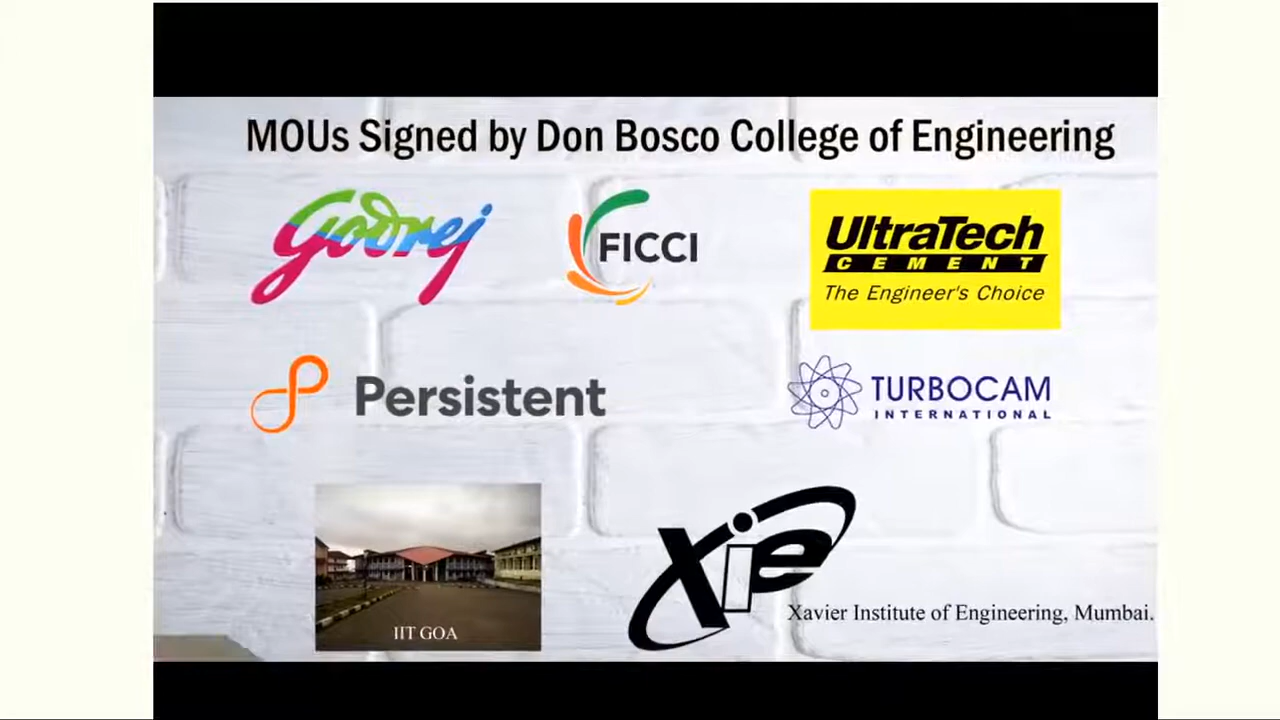 MOUs Signed by Don Bosco College of Engineering
Godrej
FICCI
UltraTech
CEMENT
The Engineer's Choice
Persistent
TURBOCAM
INTERNATIONAL
IIT GOA
xie
Xavier Institute of Engineering, Mumbai.